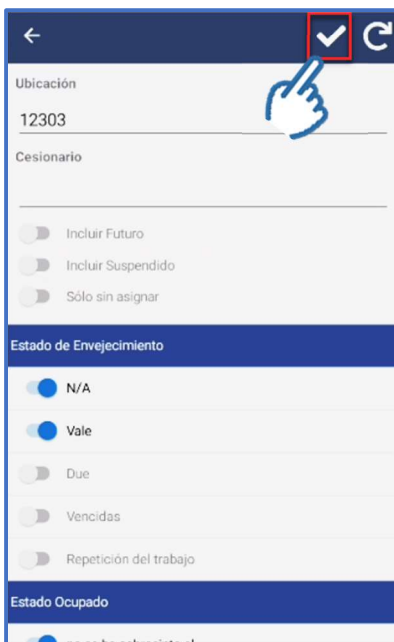 Ubicación
12303
Cesionario
Incluir Futuro
Incluir Suspendido
Sólo sin asignar
Estado de Envejecimiento
N/A
Vale
Due
Vencidas
Repetición del trabajo
Estado Ocupado